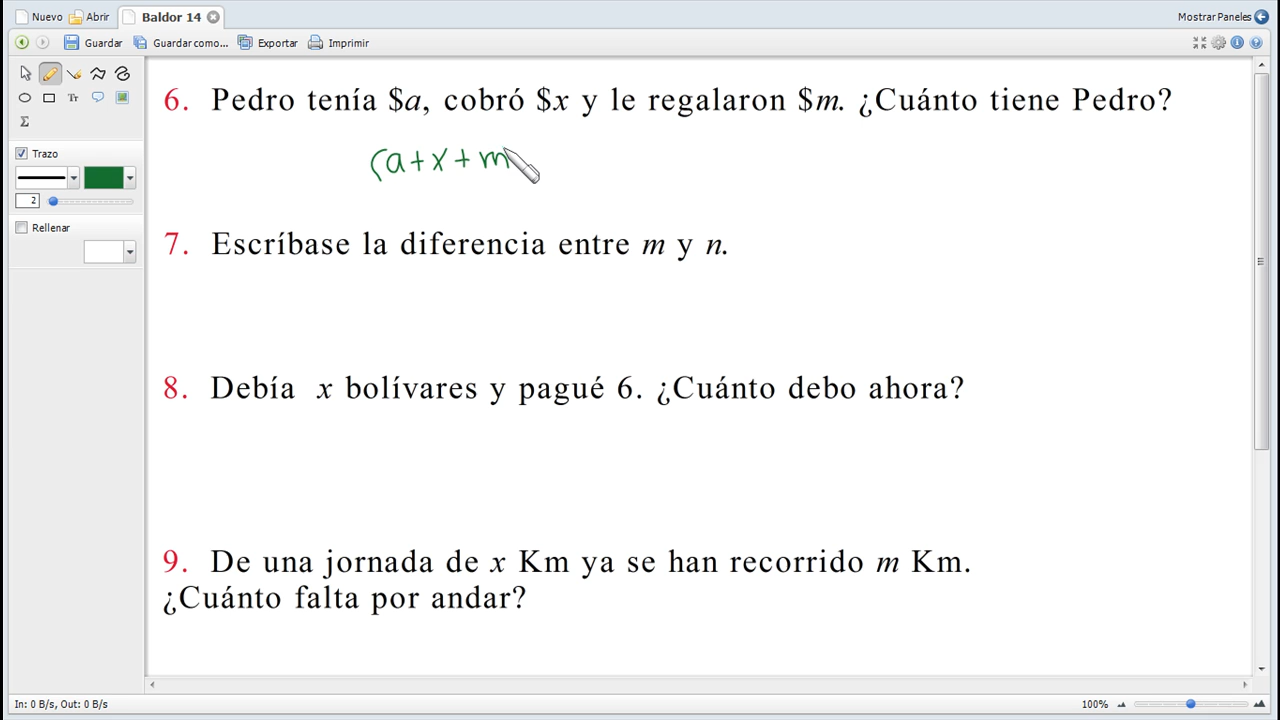 Nuevo Abrir Baldor 14 Mostrar Paneles
Guardar Guardar como... Exportar Imprimir
Trazo
2
Rellenar
6. Pedro tenía $a, cobró $x y le regalaron $m. ¿Cuánto tiene Pedro?
(a+x+m
7. Escríbase la diferencia entre m y n.
8. Debía x bolívares y pagué 6. ¿Cuánto debo ahora?
9. De una jornada de x Km ya se han recorrido m Km.
¿Cuánto falta por andar?
In: 0 B/s, Out: 0 B/s 100%